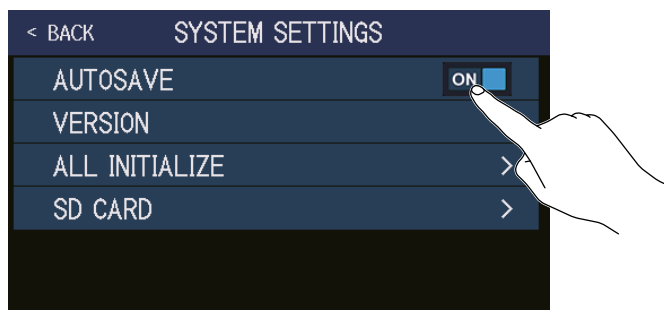 < BACK SYSTEM SETTINGS
AUTOSAVE ON
VERSION
ALL INITIALIZE >
SD CARD >